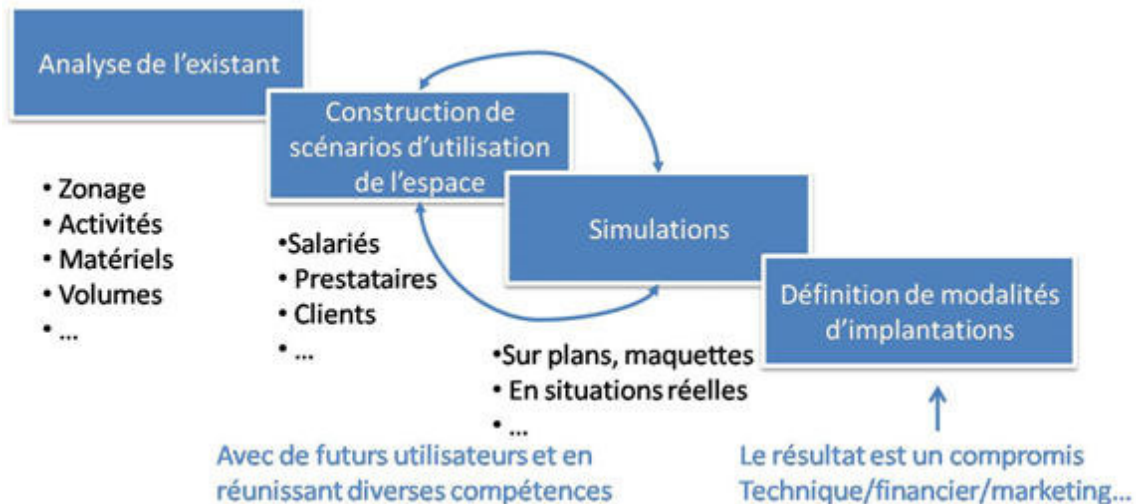 Analyse de l'existant
Construction de
scénarios d'utilisation
de l'espace
Simulations
Définition de modalités
d'implantations
• Zonage
• Activités
• Matériels
• Volumes
• ...
•Salariés
• Prestataires
• Clients
• ...
•Sur plans, maquettes
• En situations réelles
• ...
Avec de futurs utilisateurs et en
réunissant diverses compétences
Le résultat est un compromis
Technique/financier/marketing...